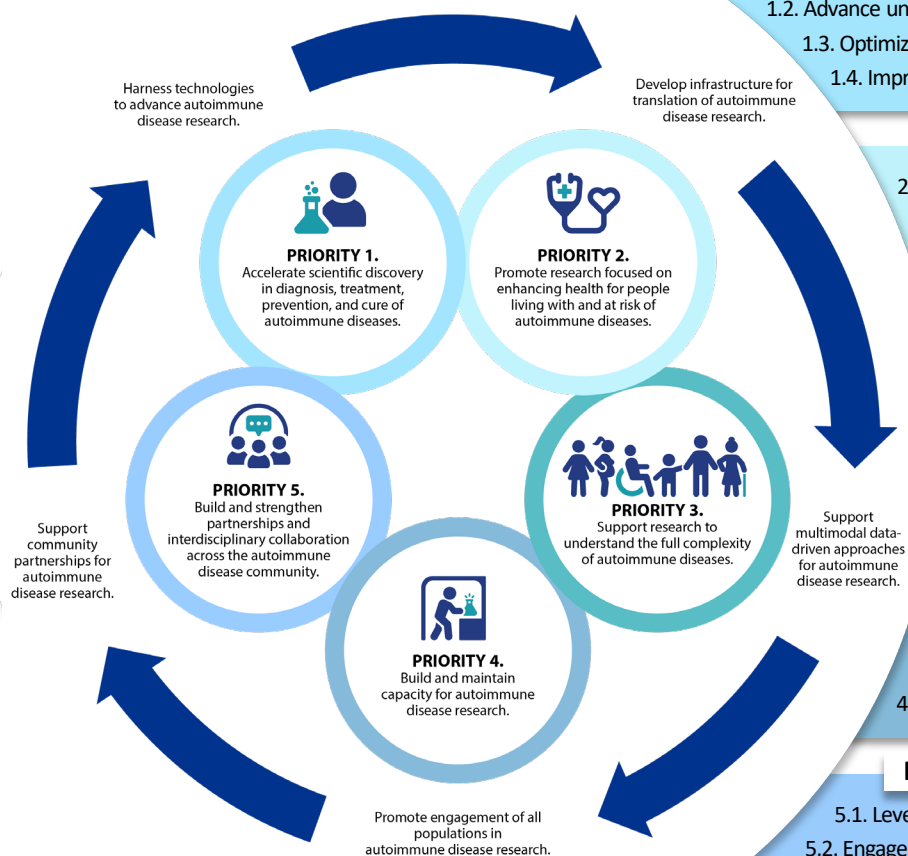 1.2. Advance un
1.3. Optimiz
1.4. Impr
Harness technologies
to advance autoimmune
disease research.
Develop infrastructure for
translation of autoimmune
disease research.
PRIORITY 1.
Accelerate scientific discovery
in diagnosis, treatment,
prevention, and cure of
autoimmune diseases.
PRIORITY 2.
Promote research focused on
enhancing health for people
living with and at risk of
autoimmune diseases.
2
PRIORITY 5.
Build and strengthen
partnerships and
interdisciplinary collaboration
across the autoimmune
disease community.
PRIORITY 3.
Support research to
understand the full complexity
of autoimmune diseases.
Support
community
partnerships for
autoimmune
disease research.
Support
multimodal data-
driven approaches
for autoimmune
disease research.
PRIORITY 4.
Build and maintain
capacity for autoimmune
disease research.
4
Promote engagement of all
populations in
autoimmune disease research.
5.1. Leve
5.2. Engage